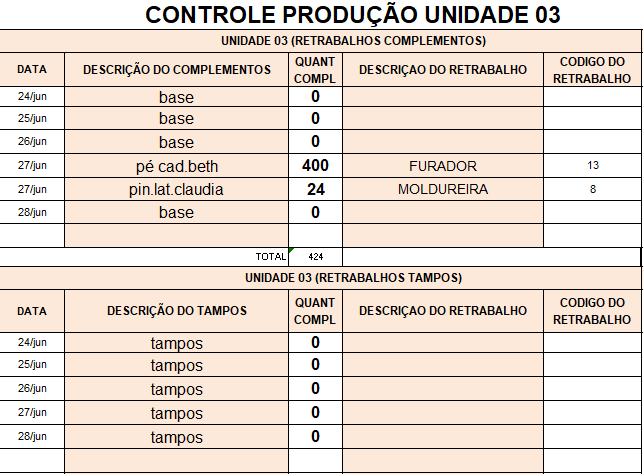 CONTROLE PRODUÇÃO UNIDADE 03
UNIDADE 03 (RETRABALHOS COMPLEMENTOS)
DATA DESCRIÇÃO DO COMPLEMENTOS QUANT COMPL DESCRIÇAO DO RETRABALHO CODIGO DO RETRABALHO
24/jun base 0
25/jun base 0
26/jun base 0
27/jun pé cad.beth 400 FURADOR 13
27/jun pin.lat.claudia 24 MOLDUREIRA 8
28/jun base 0
TOTAL 424
UNIDADE 03 (RETRABALHOS TAMPOS)
DATA DESCRIÇÃO DO TAMPOS QUANT COMPL DESCRIÇAO DO RETRABALHO CODIGO DO RETRABALHO
24/jun tampos 0
25/jun tampos 0
26/jun tampos 0
27/jun tampos 0
28/jun tampos 0